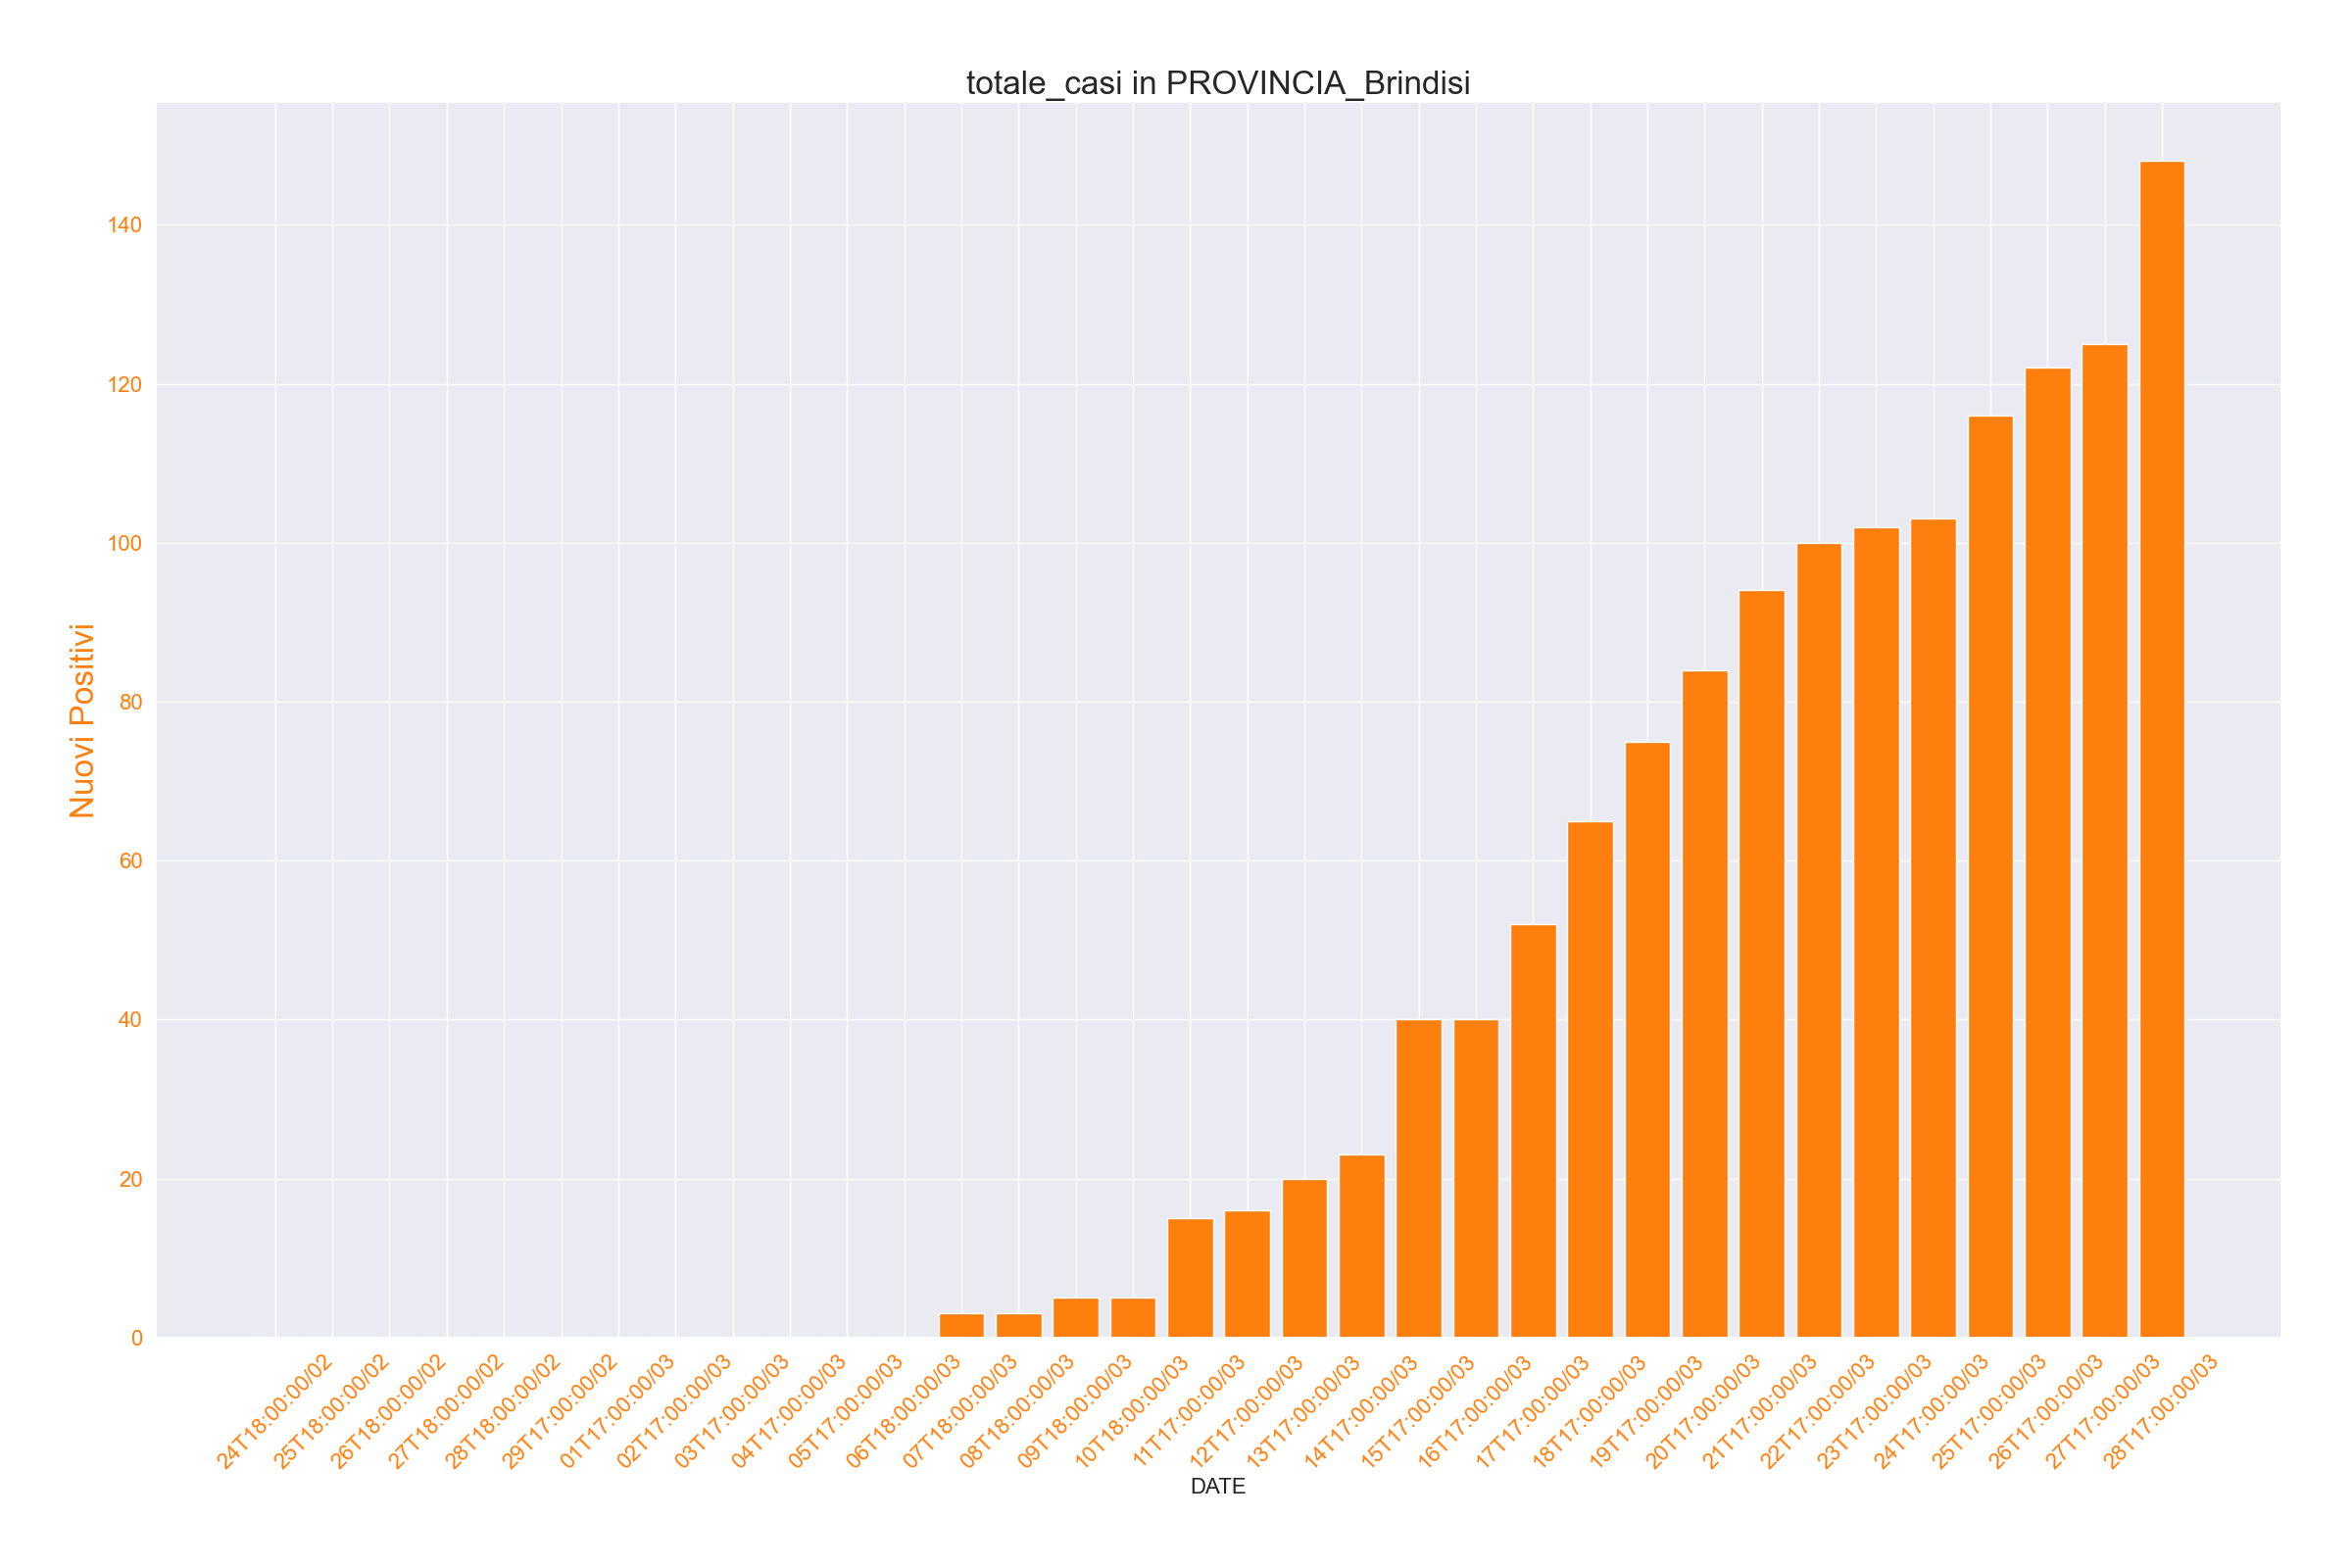 totale_casi in PROVINCIA_Brindisi
Nuovi Positivi
140
120
100
80
60
40
20
0
24T18:00:00/02
25T18:00:00/02
26T18:00:00/02
27T18:00:00/02
28T18:00:00/02
29T17:00:00/02
01T17:00:00/03
02T17:00:00/03
03T17:00:00/03
04T17:00:00/03
05T17:00:00/03
06T18:00:00/03
07T18:00:00/03
08T18:00:00/03
09T18:00:00/03
10T18:00:00/03
11T17:00:00/03
12T17:00:00/03
13T17:00:00/03
14T17:00:00/03
15T17:00:00/03
16T17:00:00/03
17T17:00:00/03
18T17:00:00/03
19T17:00:00/03
20T17:00:00/03
21T17:00:00/03
22T17:00:00/03
23T17:00:00/03
24T17:00:00/03
25T17:00:00/03
26T17:00:00/03
27T17:00:00/03
28T17:00:00/03
DATE